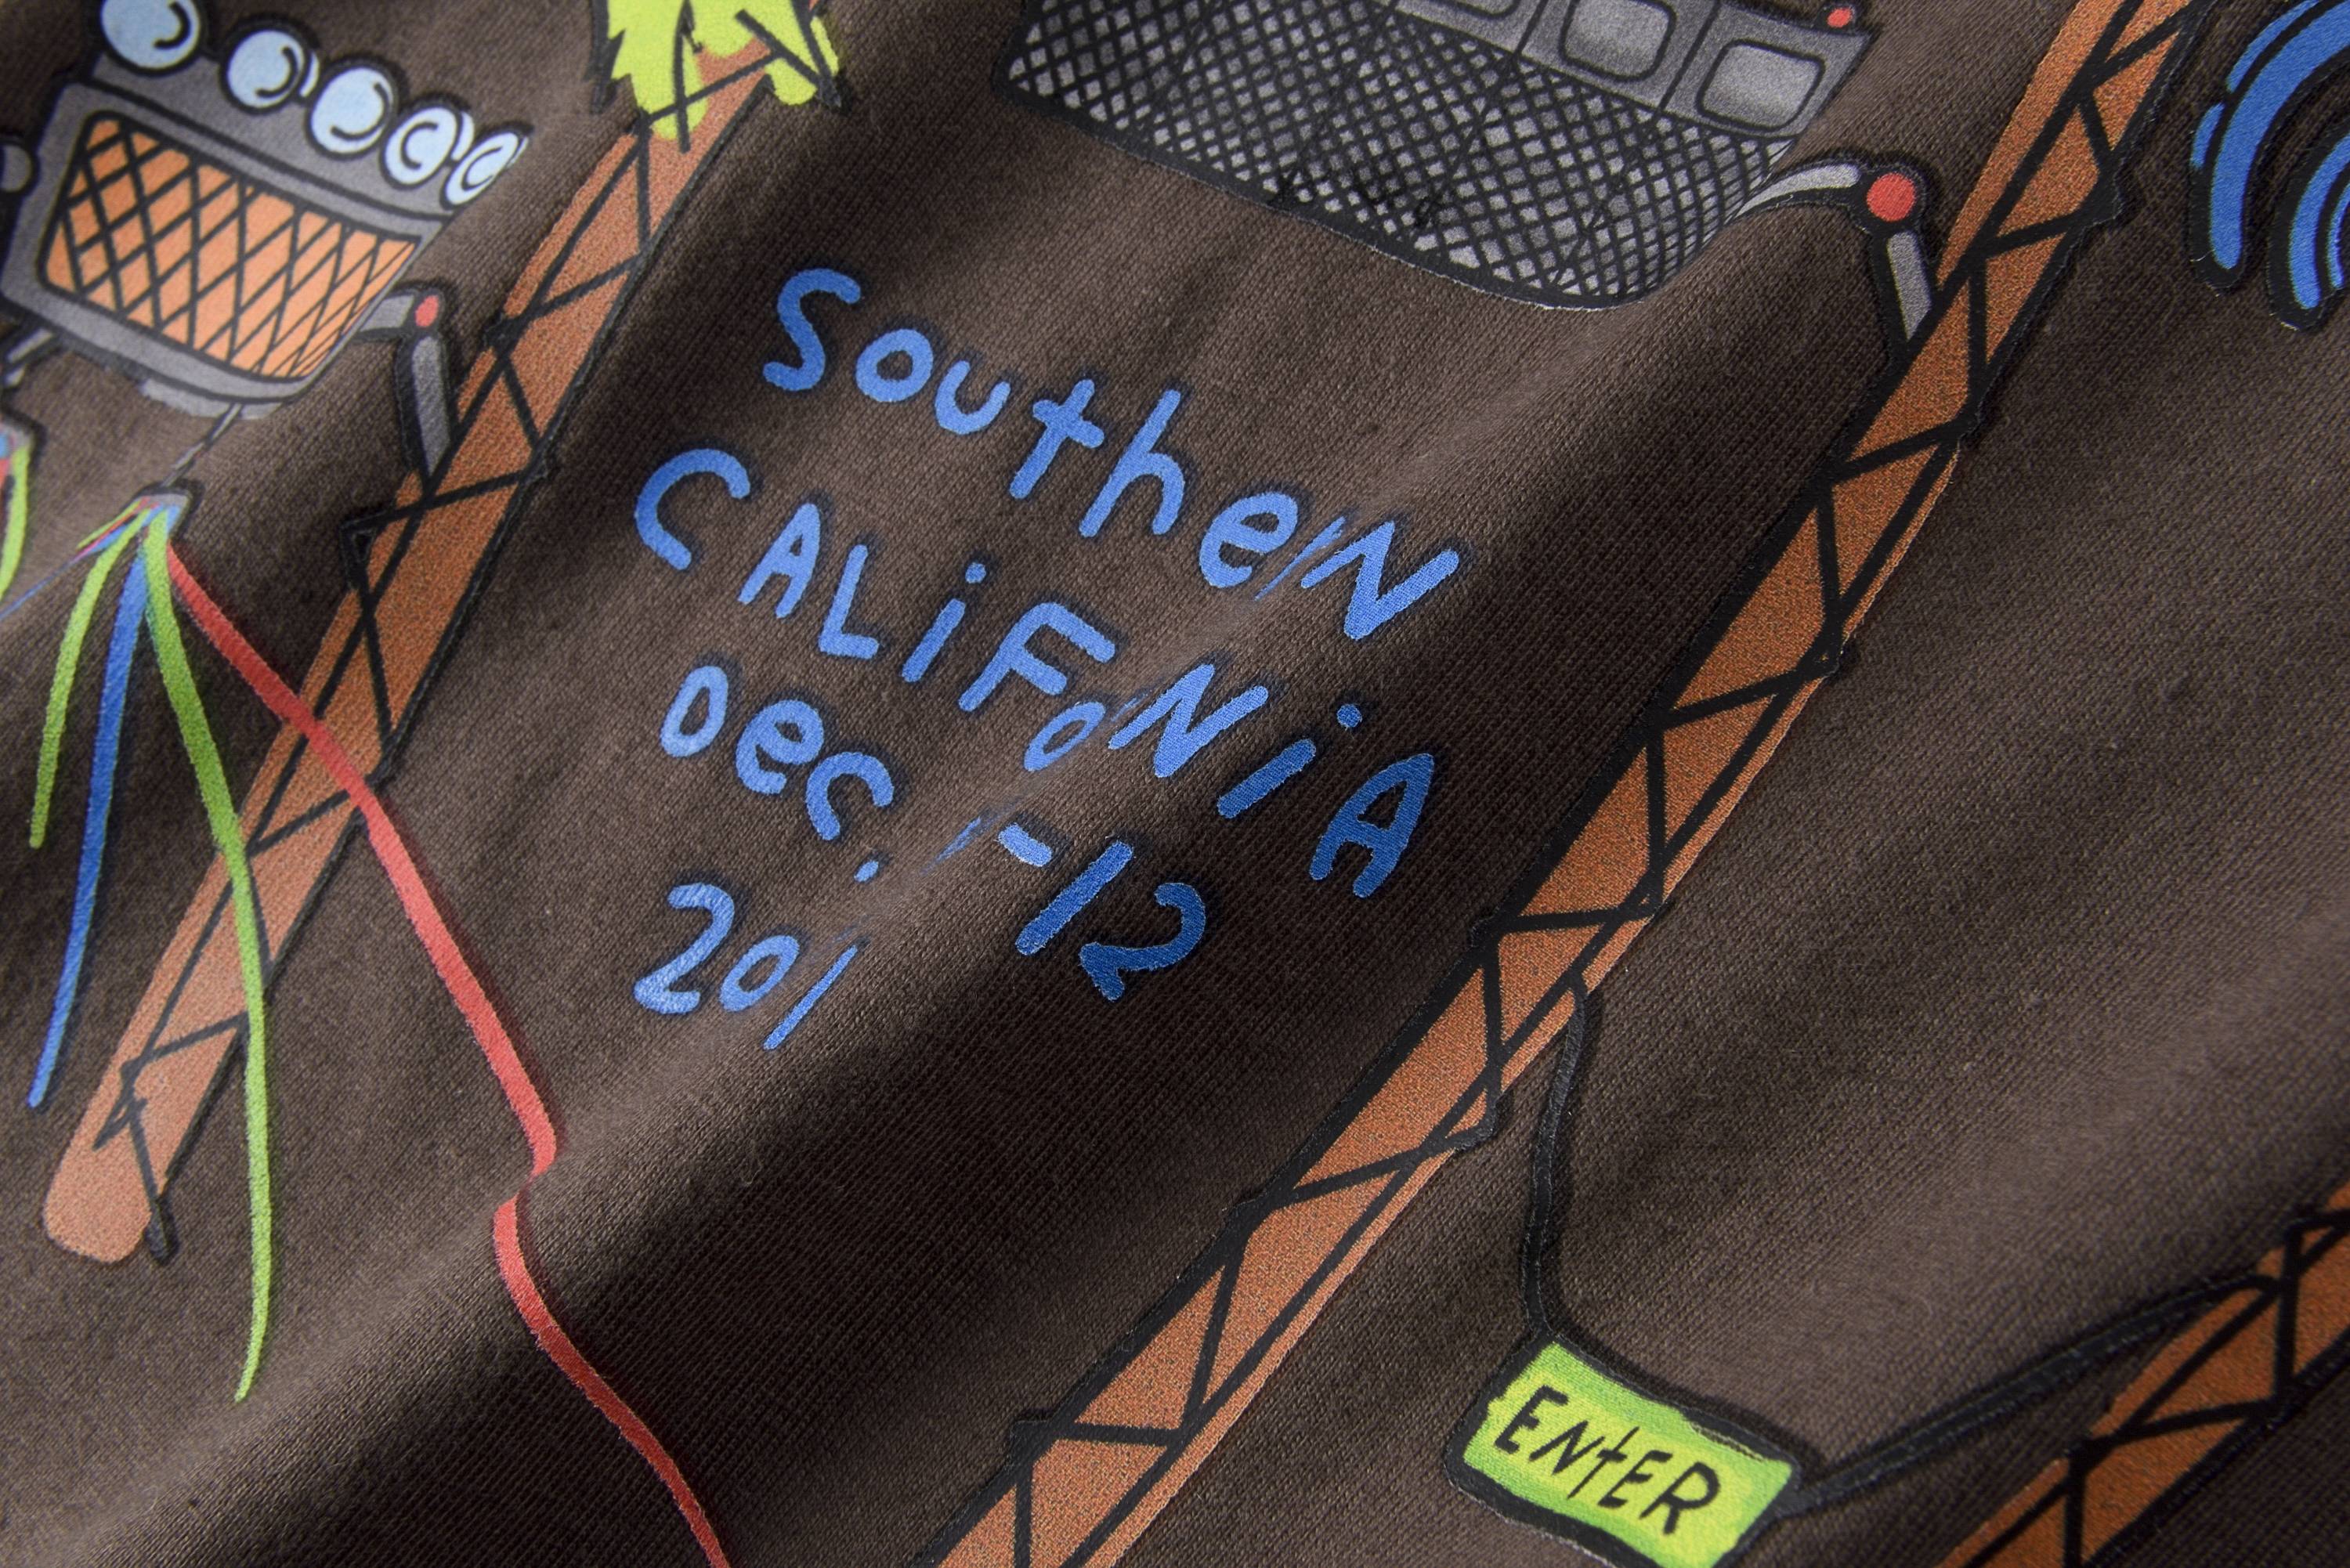 SoutheN
CALiFoNiA
Dec. -12
201
ENtER